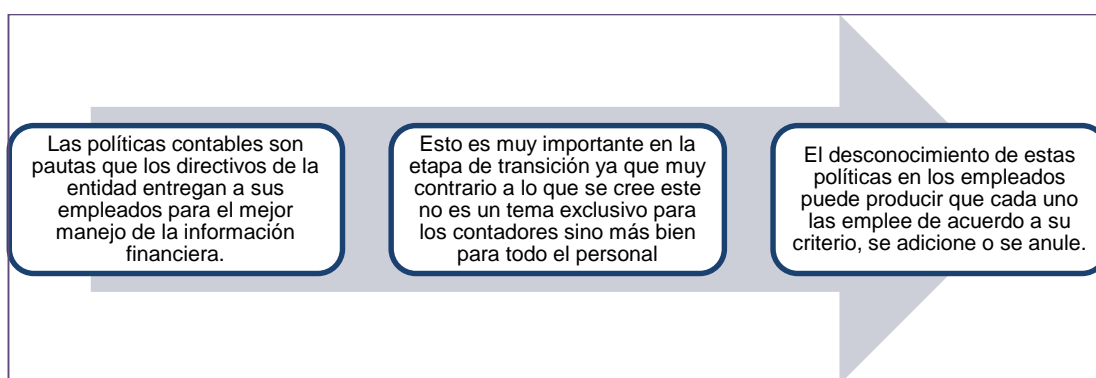 Las políticas contables son
pautas que los directivos de la
entidad entregan a sus
empleados para el mejor
manejo de la información
financiera.
Esto es muy importante en la
etapa de transición ya que muy
contrario a lo que se cree este
no es un tema exclusivo para
los contadores sino más bien
para todo el personal
El desconocimiento de estas
políticas en los empleados
puede producir que cada uno
las emplee de acuerdo a su
criterio, se adicione o se anule.